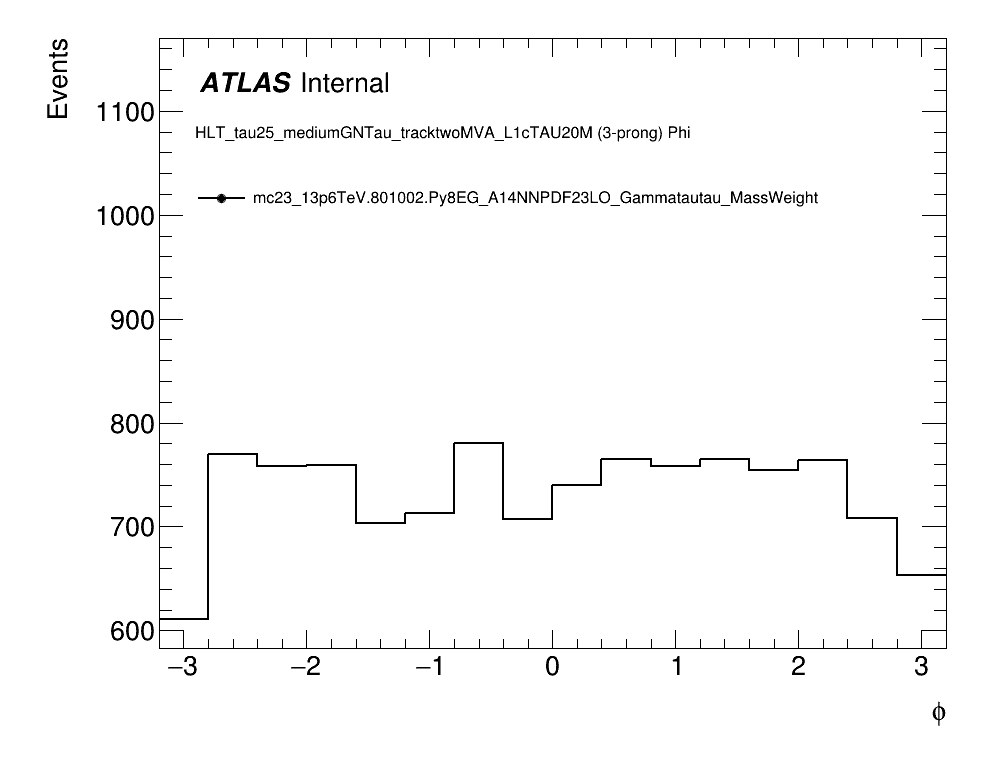 Events
ATLAS Internal
HLT_tau25_mediumGNTau_tracktwoMVA_L1cTAU20M (3-prong) Phi
mc23_13p6TeV.801002.Py8EG_A14NNPDF23LO_Gammatautau_MassWeight
1100
1000
900
800
700
600
−3 −2 −1 0 1 2 3
ϕ